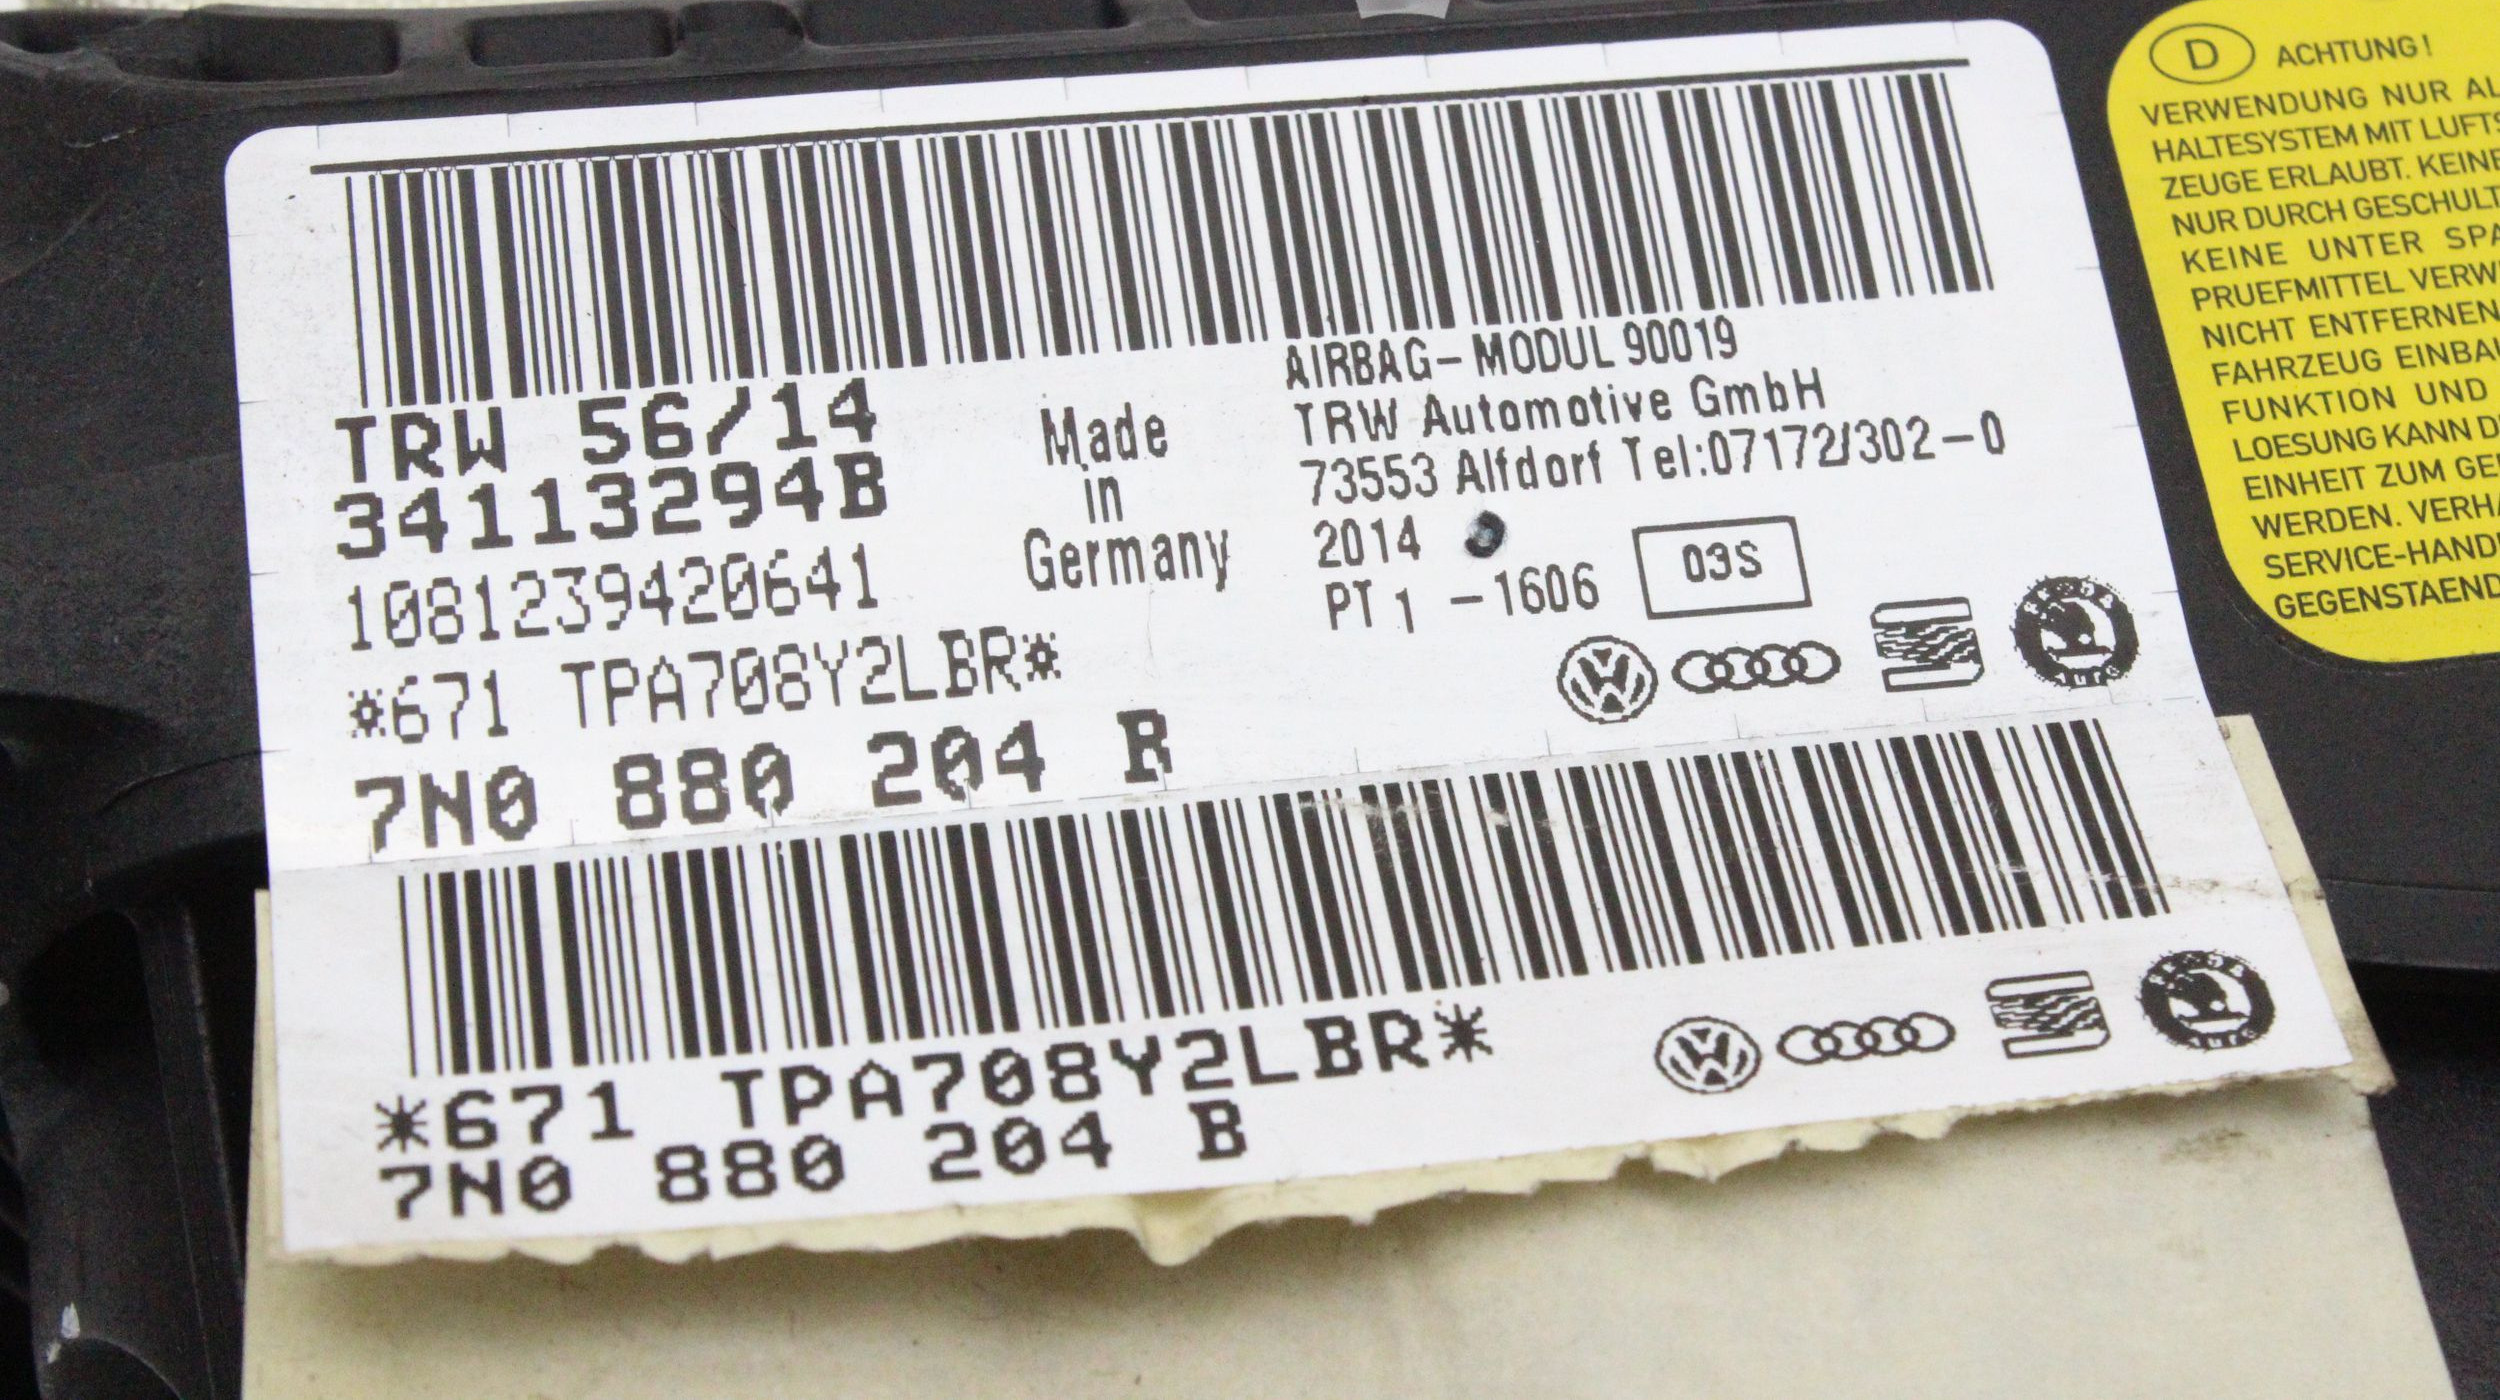 TRW 56/14
34113294B
1081239420641
*671 TPA708Y2LBR*
7N0 880 204 B
Made
in
Germany
AIRBAG-MODUL 90019
TRW Automotive GmbH
73553 Alfdorf Tel:07172/302-0
2014
PT 1 -1606
03S
*671 TPA708Y2LBR*
7N0 880 204 B
D ACHTUNG!
VERWENDUNG NUR AL
HALTESYSTEM MIT LUFTS
ZEUGE ERLAUBT. KEINE
NUR DURCH GESCHULT
KEINE UNTER SPA
PRUEFMITTEL VERW
NICHT ENTFERNEN
FAHRZEUG EINBAU
FUNKTION UND
LOESUNG KANN D
EINHEIT ZUM GE
WERDEN. VERHA
SERVICE-HAND
GEGENSTAEND